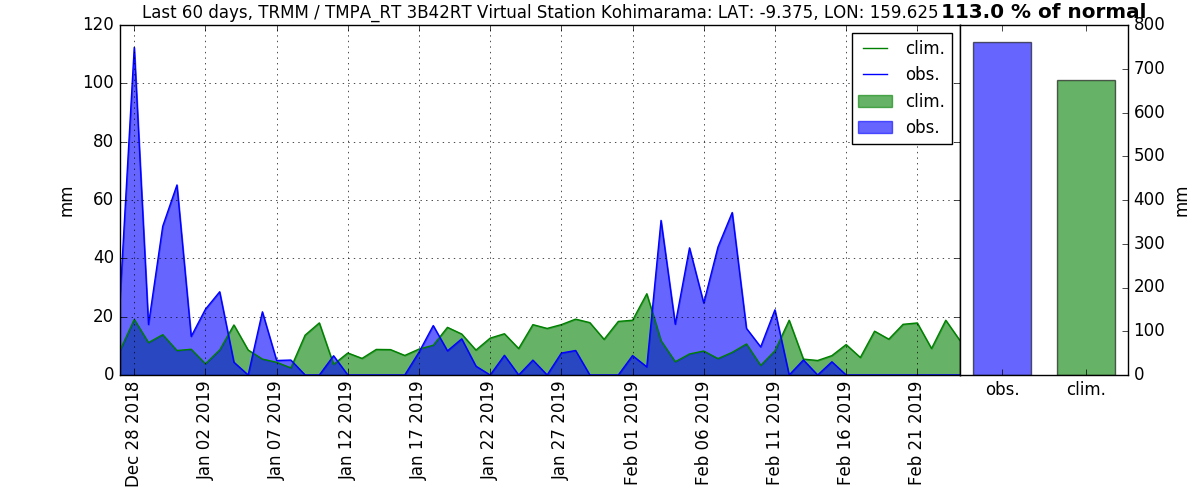 Last 60 days, TRMM / TMPA_RT 3B42RT Virtual Station Kohimarama: LAT: -9.375, LON: 159.625
113.0 % of normal
120
100
80
60
40
20
0
mm
clim.
obs.
clim.
obs.
Dec 28 2018
Jan 02 2019
Jan 07 2019
Jan 12 2019
Jan 17 2019
Jan 22 2019
Jan 27 2019
Feb 01 2019
Feb 06 2019
Feb 11 2019
Feb 16 2019
Feb 21 2019
800
700
600
500
400
300
200
100
0
mm
obs.
clim.